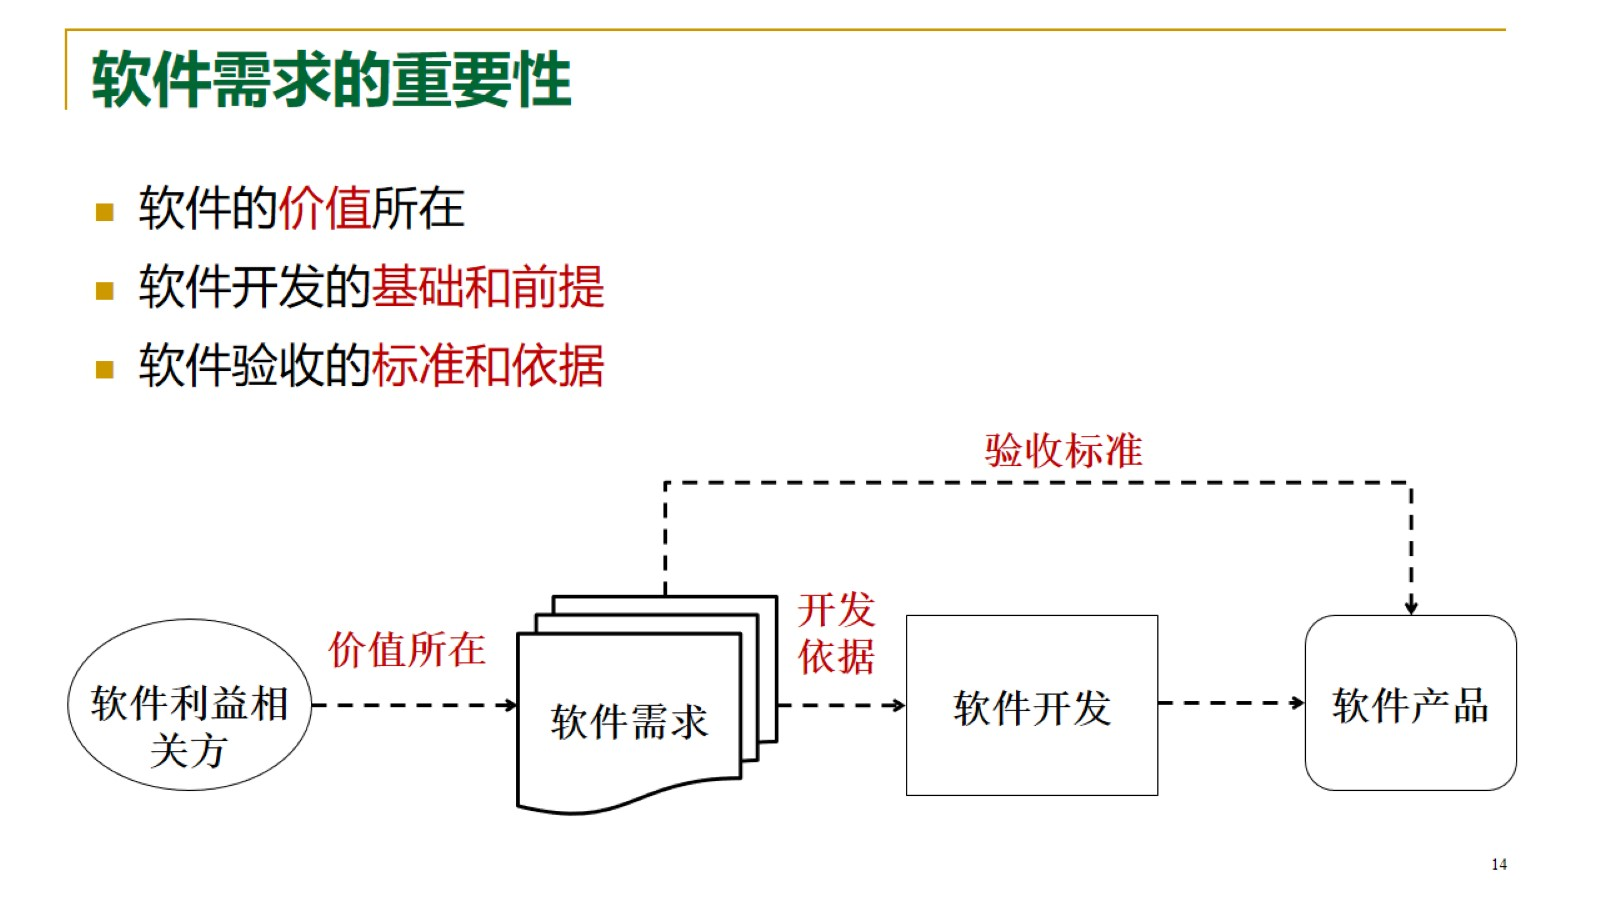 软件需求的重要性
软件的价值所在
软件开发的基础和前提
软件验收的标准和依据
验收标准
价值所在
开发
依据
软件利益相
关方
软件需求
软件开发
软件产品
14